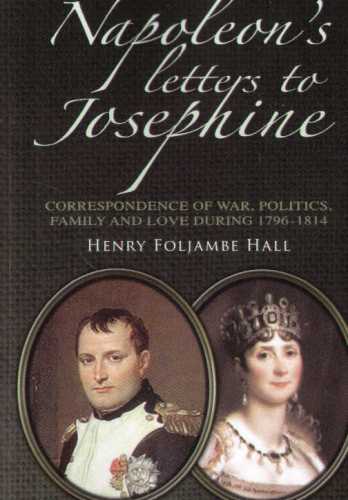 Napoleon's
letters to
Josephine
CORRESPONDENCE OF WAR, POLITICS,
FAMILY AND LOVE DURING 1796-1814
HENRY FOLJAMBE HALL